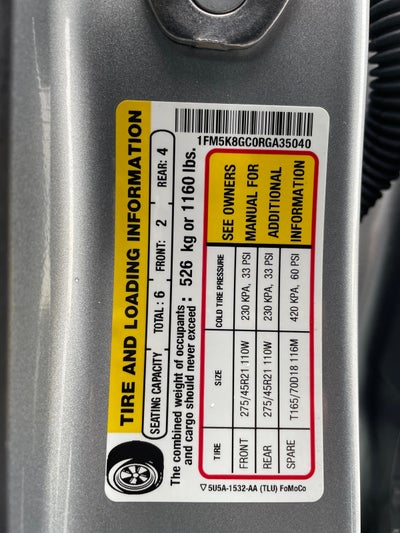 1FM5K8GC0RGA35040
TIRE AND LOADING INFORMATION
SEATING CAPACITY TOTAL : 6 FRONT: 2 REAR: 4
The combined weight of occupants
and cargo should never exceed : 526 kg or 1160 lbs.
TIRE SIZE COLD TIRE PRESSURE SEE OWNERS
FRONT 275/45R21 110W 230 KPA, 33 PSI MANUAL FOR
REAR 275/45R21 110W 230 KPA, 33 PSI ADDITIONAL
SPARE T165/70D18 116M 420 KPA, 60 PSI INFORMATION
▽ 5U5A-1532-AA (TLU) FoMoCo